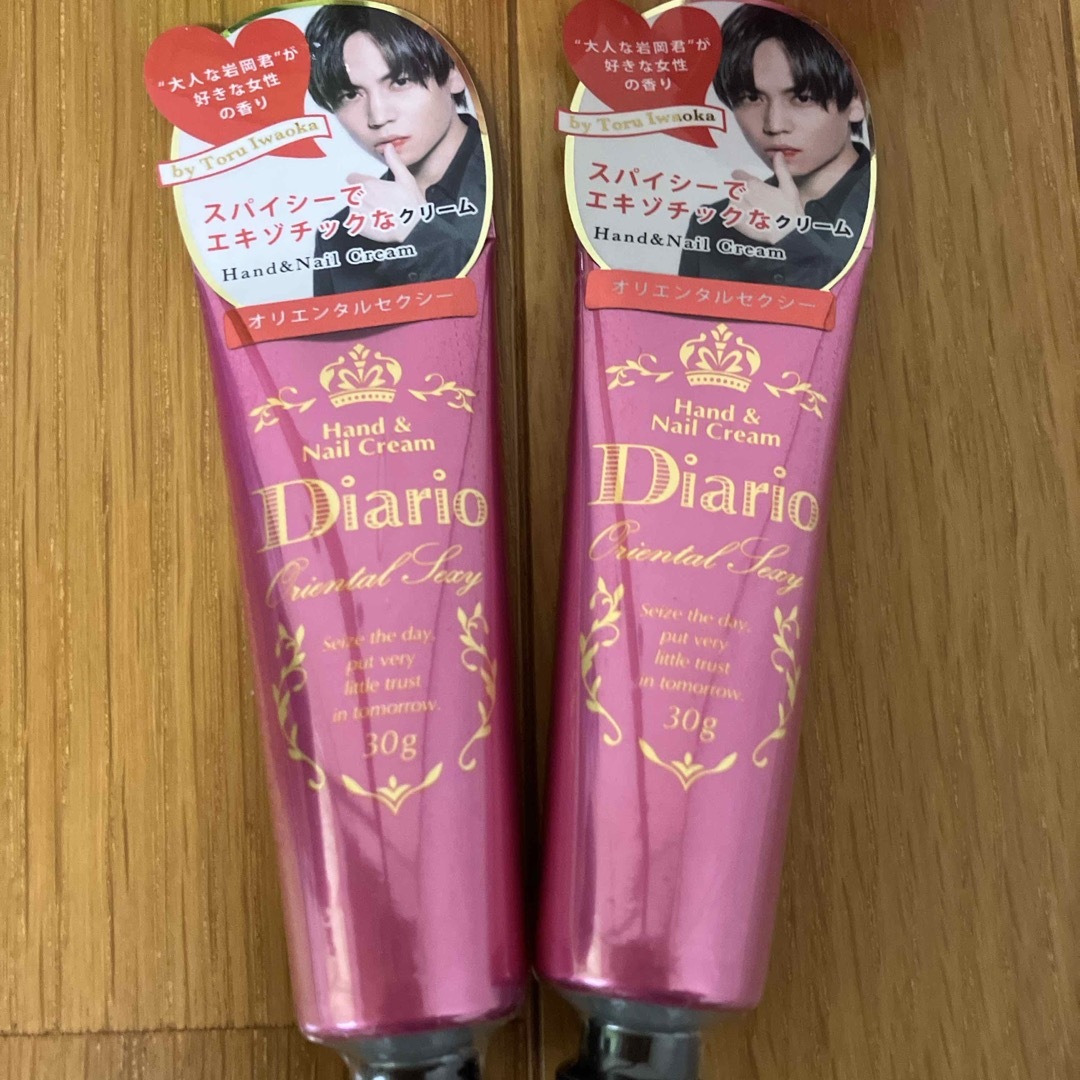 “大人な岩岡君”が
好きな女性
の香り
by Toru Iwaoka
スパイシーで
エキゾチックなクリーム
Hand&Nail Cream
オリエンタルセクシー
Hand &
Nail Cream
Diario
Oriental Sexy
Seize the day,
put very
little trust
in tomorrow.
30g
“大人な岩岡君”が
好きな女性
の香り
by Toru Iwaoka
スパイシーで
エキゾチックなクリーム
Hand&Nail Cream
オリエンタルセクシー
Hand &
Nail Cream
Diario
Oriental Sexy
Seize the day,
put very
little trust
in tomorrow.
30g